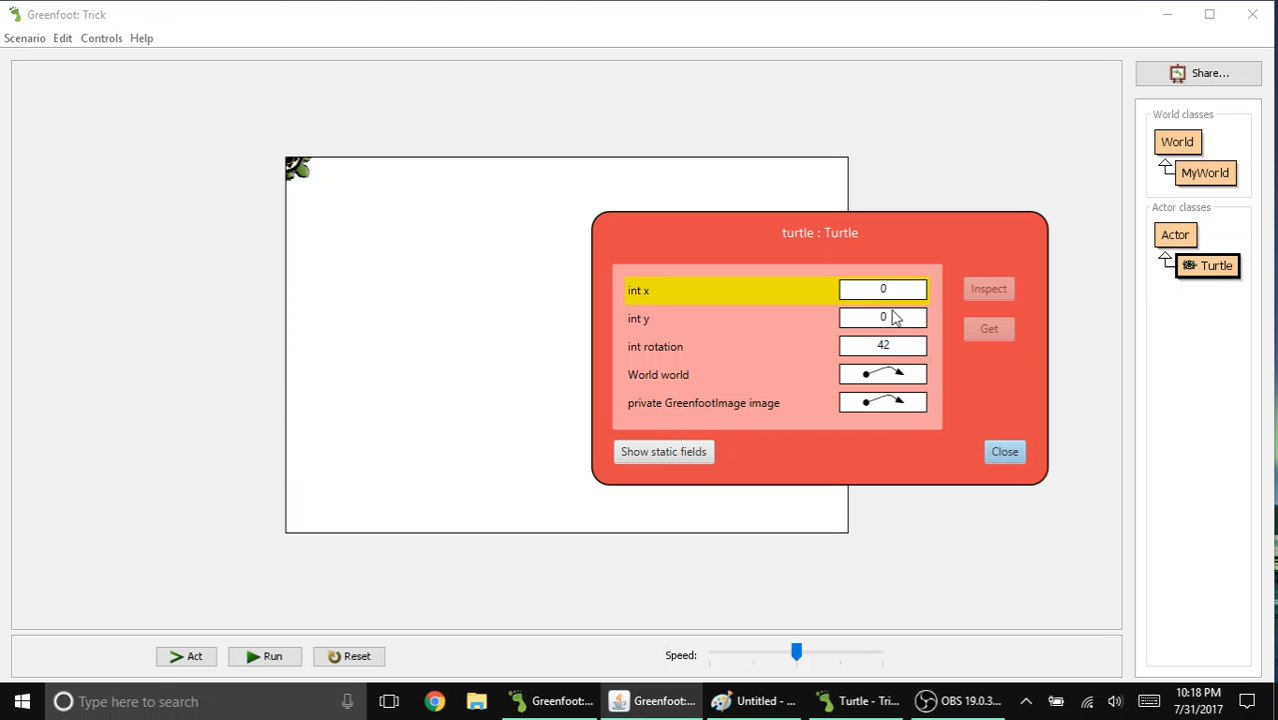 Greenfoot: Trick
Scenario Edit Controls Help
Share...
World classes
World
MyWorld
Actor classes
Actor
Turtle
turtle : Turtle
int x 0
int y 0
int rotation 42
World world
private GreenfootImage image
Inspect
Get
Show static fields
Close
Act
Run
Reset
Speed:
Type here to search
Greenfoot:...
Greenfoot:...
Untitled - ...
Turtle - Tri...
OBS 19.0.3...
10:18 PM
7/31/2017